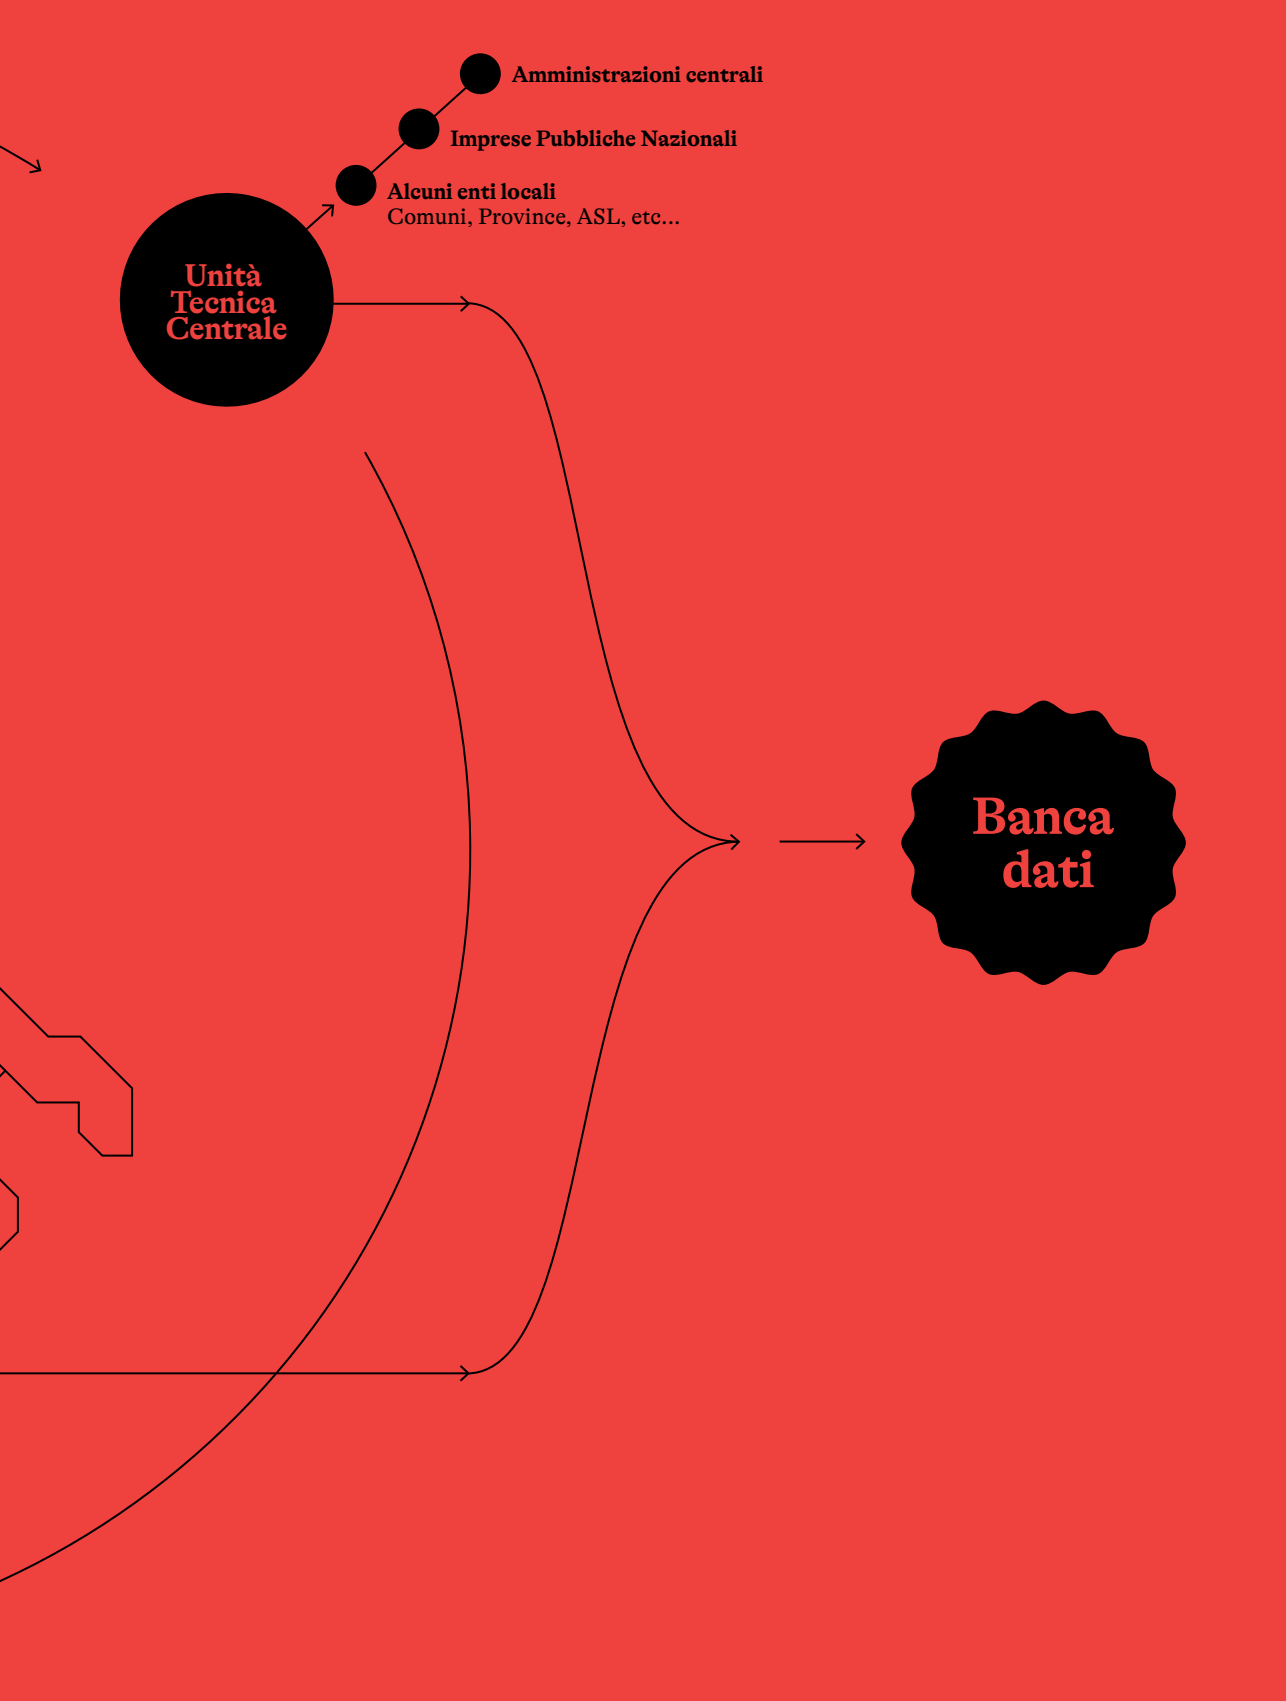 Amministrazioni centrali
Imprese Pubbliche Nazionali
Alcuni enti locali
Comuni, Province, ASL, etc...
Unità
Tecnica
Centrale
Banca
dati